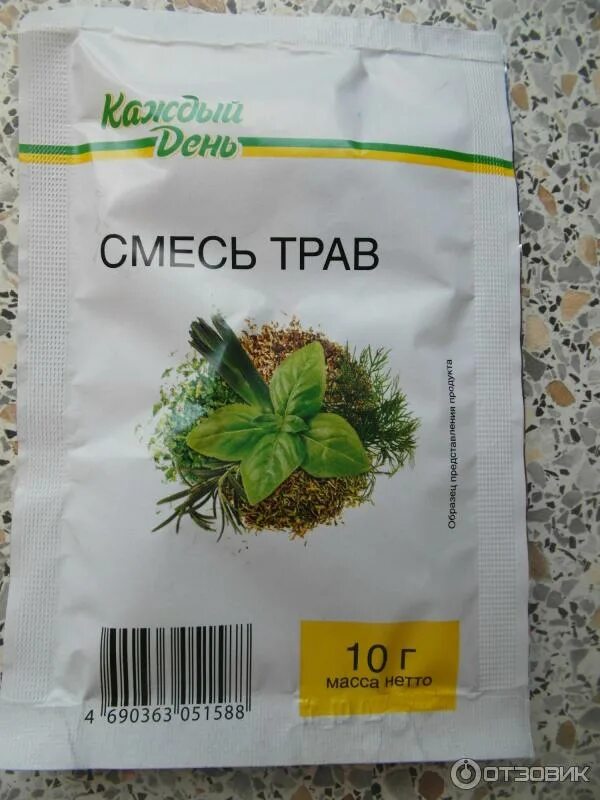 Каждый
День
СМЕСЬ ТРАВ
Образец представления продукта
10 г
масса нетто
4 690363 051588
ОТЗОВИК